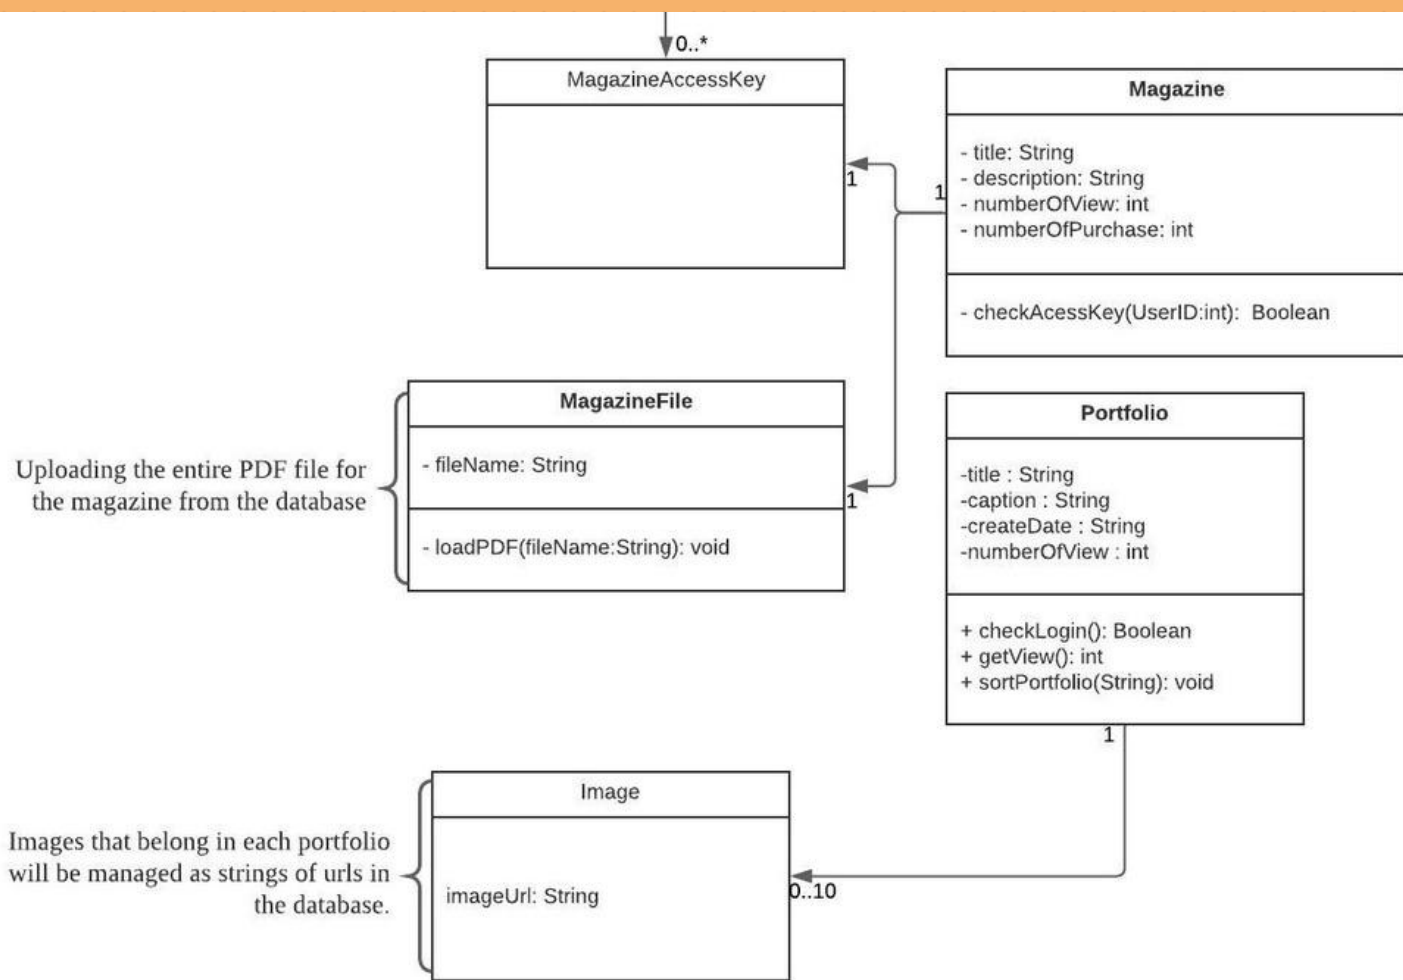 0..*
MagazineAccessKey
1
Magazine
- title: String
- description: String
- numberOfView: int
- numberOfPurchase: int
- checkAcessKey(UserID:int): Boolean
1
Uploading the entire PDF file for
the magazine from the database
MagazineFile
- fileName: String
- loadPDF(fileName:String): void
1
Portfolio
-title : String
-caption : String
-createDate : String
-numberOfView : int
+ checkLogin(): Boolean
+ getView(): int
+ sortPortfolio(String): void
1
Images that belong in each portfolio
will be managed as strings of urls in
the database.
Image
imageUrl: String
0..10